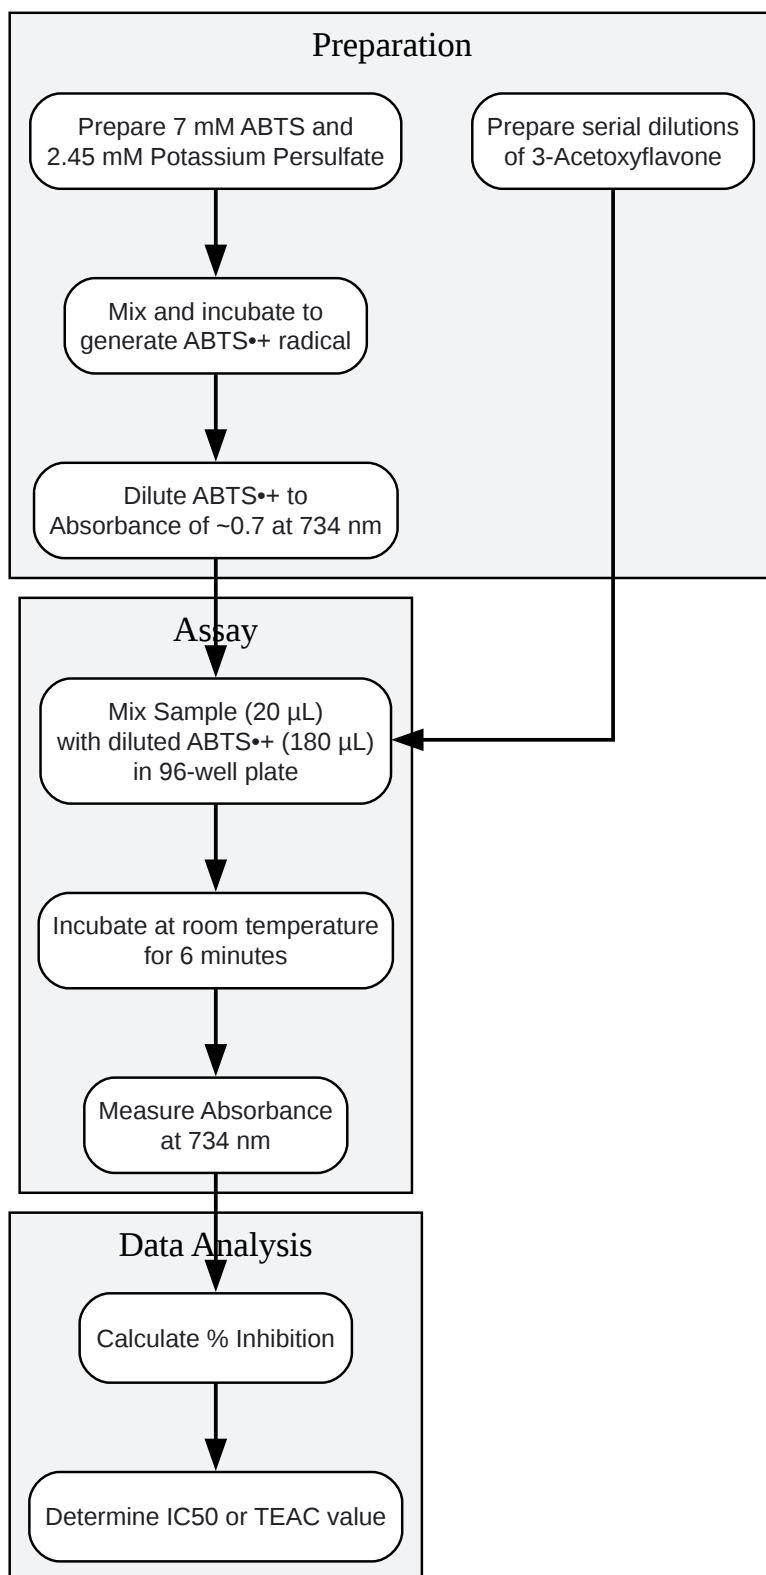 Preparation
Prepare 7 mM ABTS and
2.45 mM Potassium Persulfate
Prepare serial dilutions
of 3-Acetoxyflavone
Mix and incubate to
generate ABTS•+ radical
Dilute ABTS•+ to
Absorbance of ~0.7 at 734 nm
Assay
Mix Sample (20 µL)
with diluted ABTS•+ (180 µL)
in 96-well plate
Incubate at room temperature
for 6 minutes
Measure Absorbance
at 734 nm
Data Analysis
Calculate % Inhibition
Determine IC50 or TEAC value